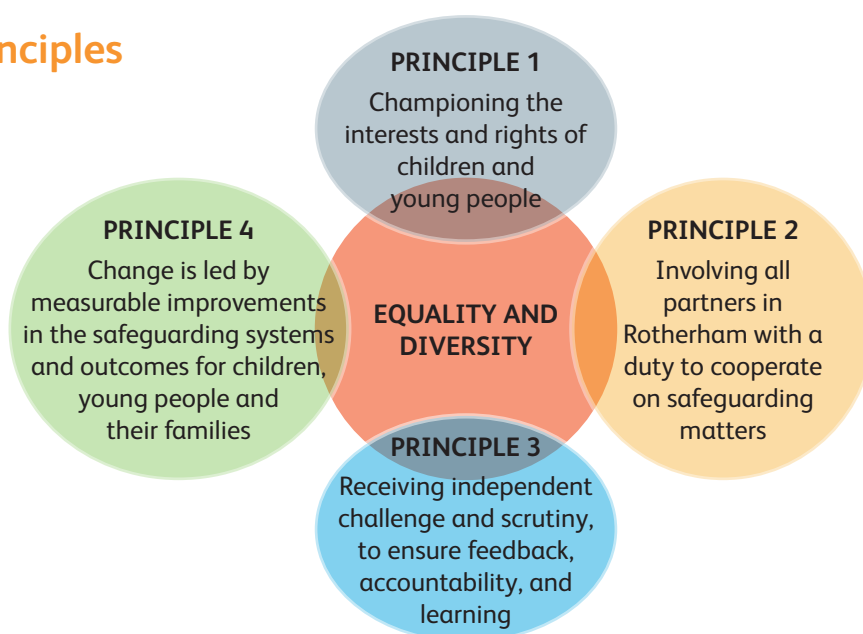 nciples
PRINCIPLE 1
Championing the
interests and rights of
children and
young people
PRINCIPLE 4
Change is led by
measurable improvements
in the safeguarding systems
and outcomes for children,
young people and
their families
EQUALITY AND
DIVERSITY
PRINCIPLE 2
Involving all
partners in
Rotherham with a
duty to cooperate
on safeguarding
matters
PRINCIPLE 3
Receiving independent
challenge and scrutiny,
to ensure feedback,
accountability, and
learning